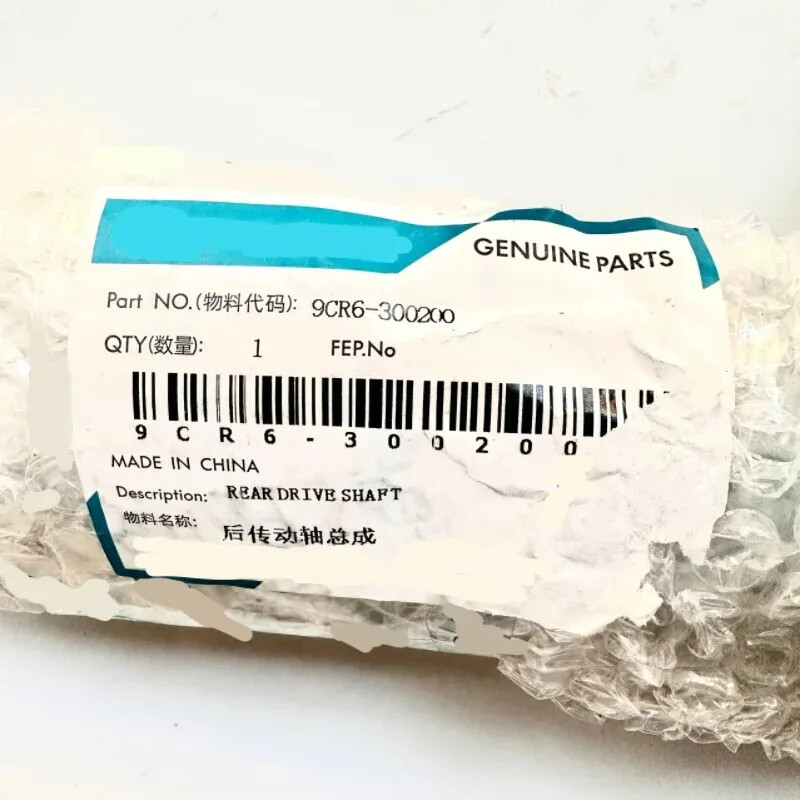 GENUINE PARTS
Part NO.(物料代码): 9CR6-300200
QTY(数量): 1 FEP.No
9CR6-300200
MADE IN CHINA
Description: REAR DRIVE SHAFT
物料名称: 后传动轴总成